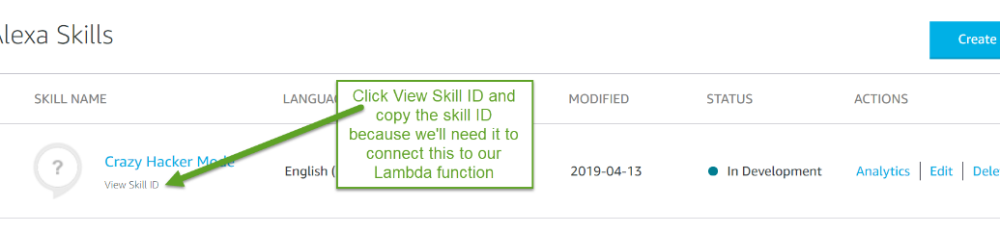 Alexa Skills
Create
SKILL NAME
LANGUA
MODIFIED
STATUS
ACTIONS
Click View Skill ID and
copy the skill ID
because we'll need it to
connect this to our
Lambda function
Crazy Hacker Mode
View Skill ID
English (
2019-04-13
In Development
Analytics
Edit
Dele
?